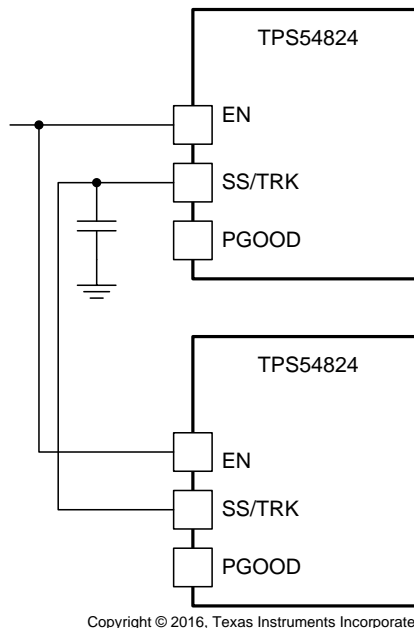 TPS54824
EN
SS/TRK
PGOOD
TPS54824
EN
SS/TRK
PGOOD
Copyright © 2016, Texas Instruments Incorporate